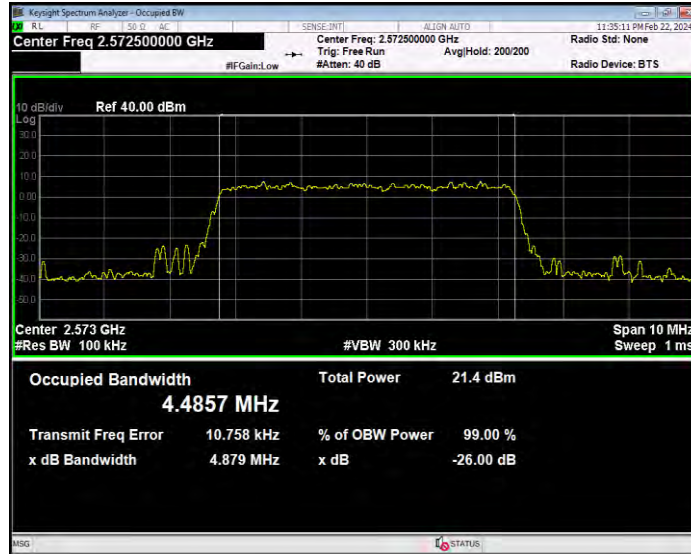 Keysight Spectrum Analyzer - Occupied BW
RL RF 50 Ω AC SENSE:INT ALIGN AUTO 11:35:11 PM Feb 22, 2024
Center Freq 2.572500000 GHz Center Freq: 2.572500000 GHz Radio Std: None
Trig: Free Run Avg|Hold: 200/200
#IFGain:Low #Atten: 40 dB Radio Device: BTS
10 dB/div Ref 40.00 dBm
Log
30.0
20.0
10.0
0.00
-10.0
-20.0
-30.0
-40.0
-50.0
Center 2.573 GHz Span 10 MHz
#Res BW 100 kHz #VBW 300 kHz Sweep 1 ms
Occupied Bandwidth Total Power 21.4 dBm
4.4857 MHz
Transmit Freq Error 10.758 kHz % of OBW Power 99.00 %
x dB Bandwidth 4.879 MHz x dB -26.00 dB
MSG STATUS